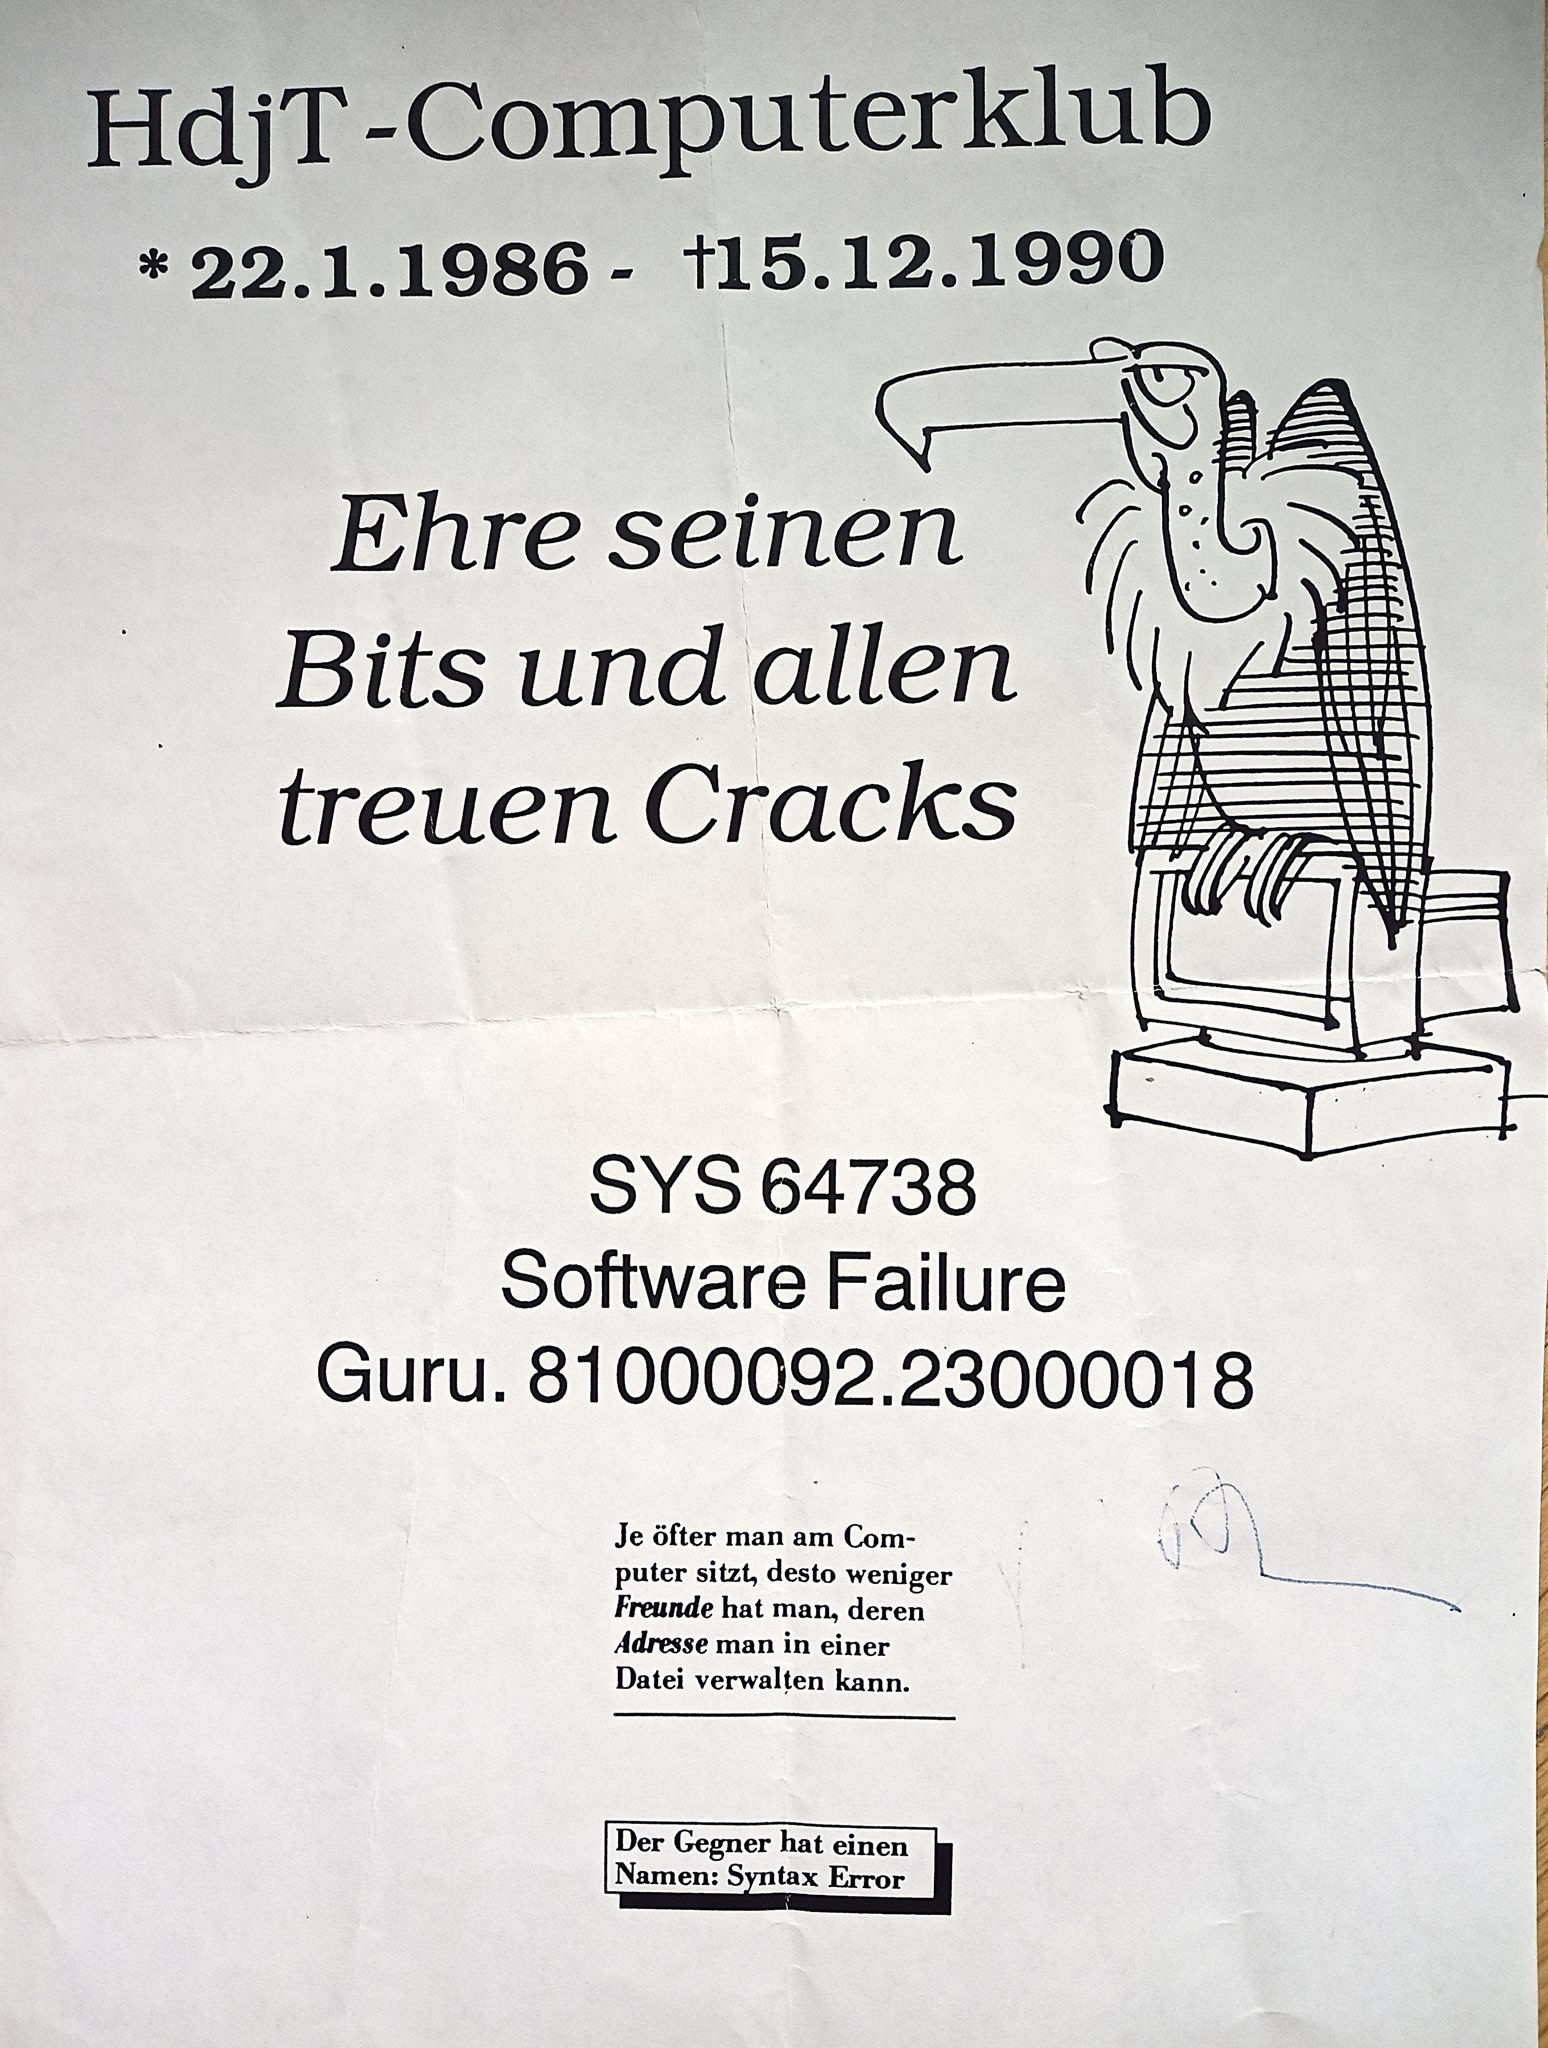 HdjT-Computerklub
* 22.1.1986 - †15.12.1990
Ehre seinen
Bits und allen
treuen Cracks
SYS 64738
Software Failure
Guru. 81000092.23000018
Je öfter man am Com-
puter sitzt, desto weniger
Freunde hat man, deren
Adresse man in einer
Datei verwalten kann.
Der Gegner hat einen
Namen: Syntax Error